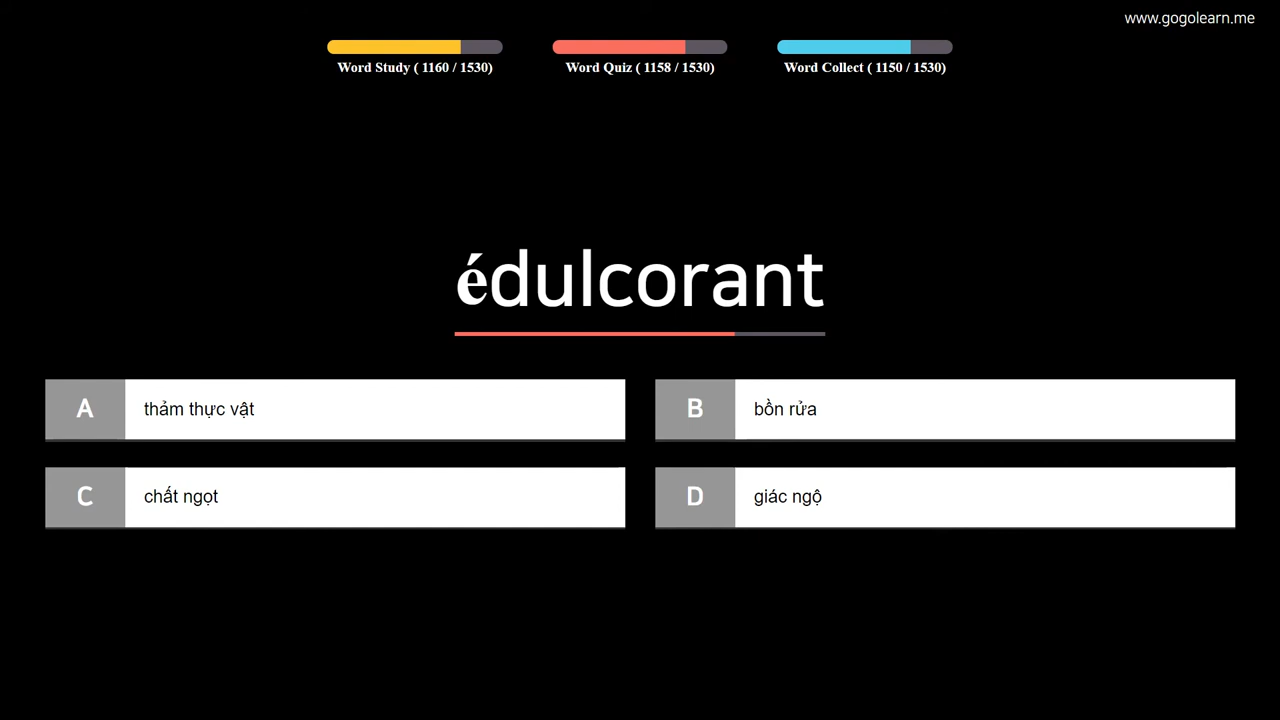 www.gogolearn.me
Word Study ( 1160 / 1530) Word Quiz ( 1158 / 1530) Word Collect ( 1150 / 1530)
édulcorant
A thảm thực vật
B bồn rửa
C chất ngọt
D giác ngộ